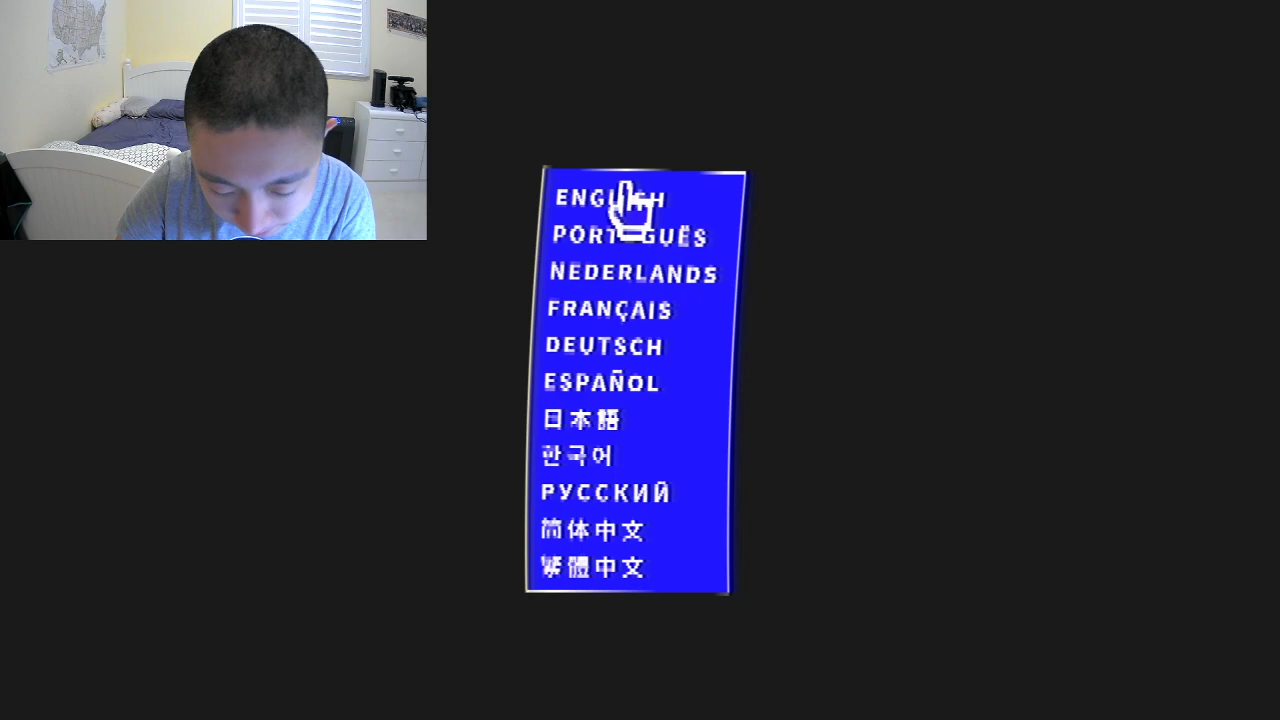 ENGLISH
PORTUGUÊS
NEDERLANDS
FRANÇAIS
DEUTSCH
ESPAÑOL
日本語
한국어
РУССКИЙ
简体中文
繁體中文